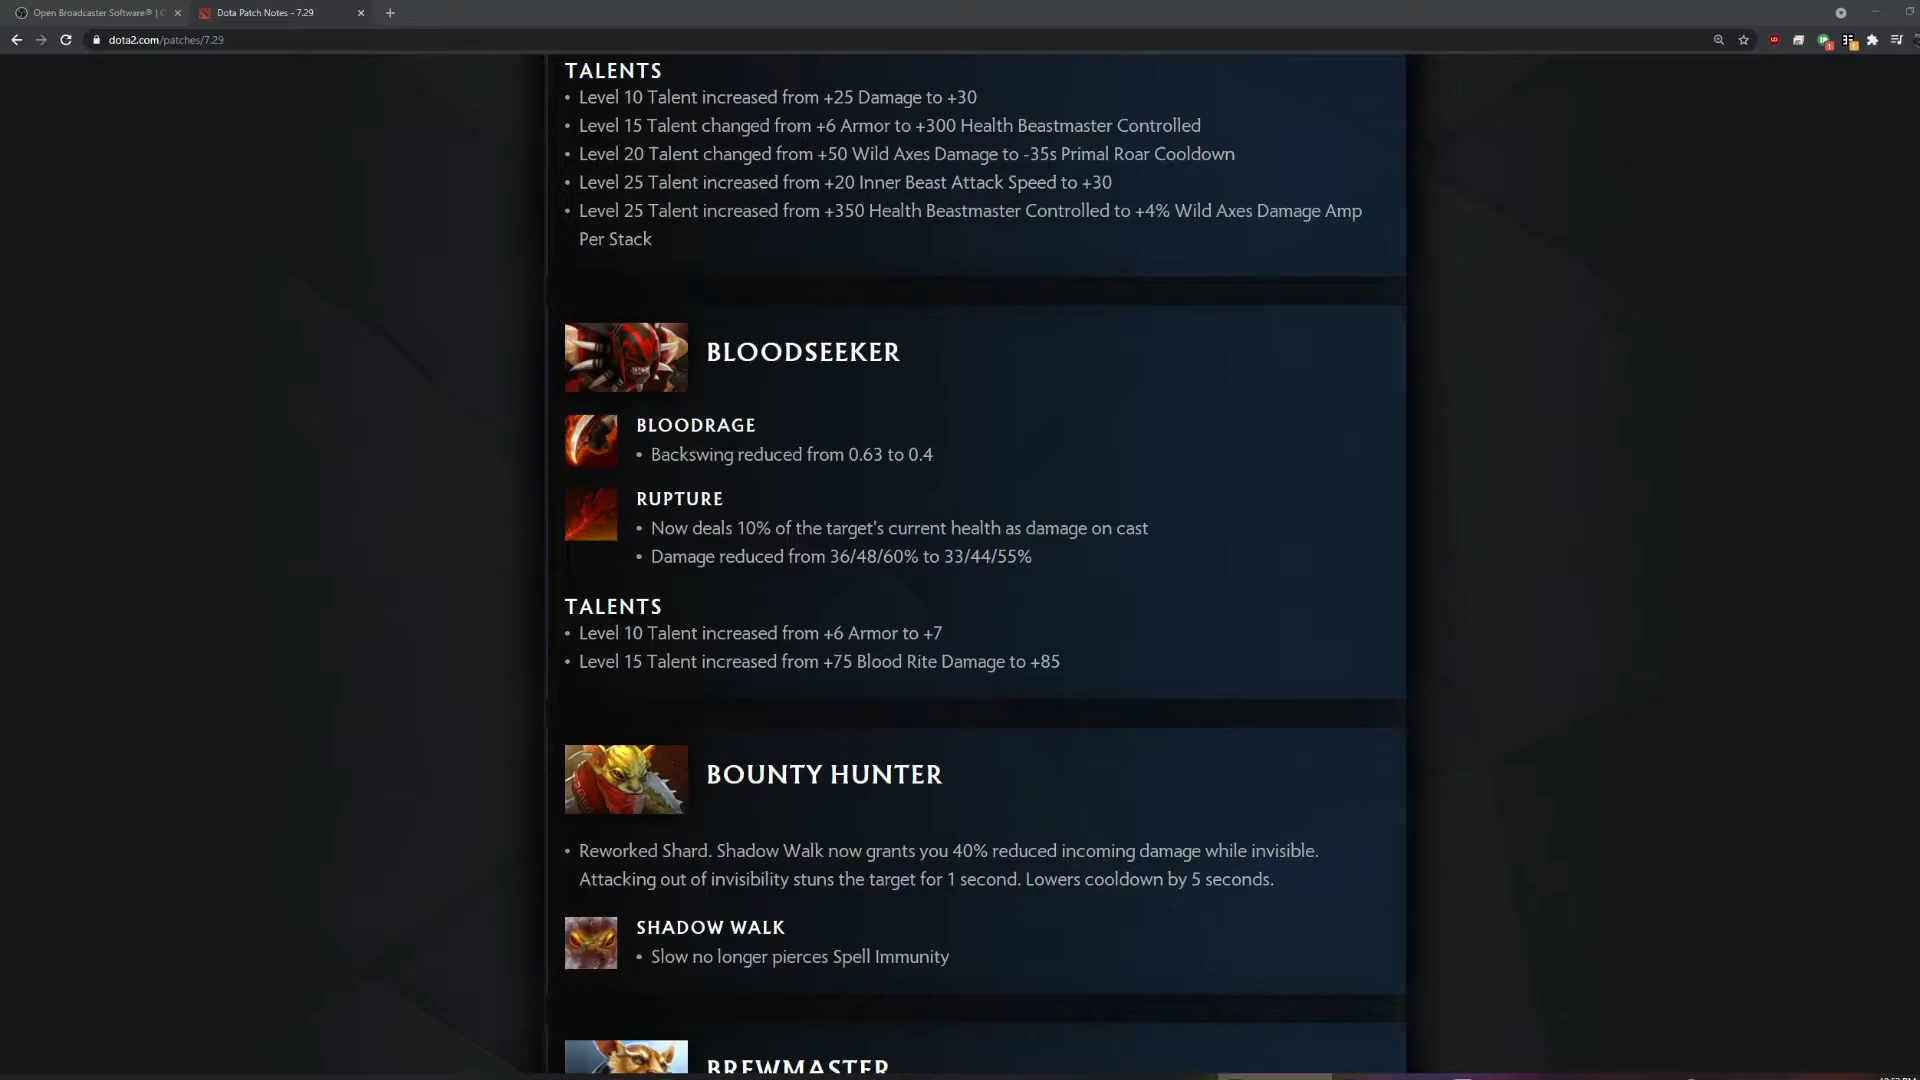 Open Broadcaster Software® |
Dota Patch Notes - 7.29
dota2.com/patches/7.29
TALENTS
• Level 10 Talent increased from +25 Damage to +30
• Level 15 Talent changed from +6 Armor to +300 Health Beastmaster Controlled
• Level 20 Talent changed from +50 Wild Axes Damage to -35s Primal Roar Cooldown
• Level 25 Talent increased from +20 Inner Beast Attack Speed to +30
• Level 25 Talent increased from +350 Health Beastmaster Controlled to +4% Wild Axes Damage Amp
Per Stack
BLOODSEEKER
BLOODRAGE
• Backswing reduced from 0.63 to 0.4
RUPTURE
• Now deals 10% of the target's current health as damage on cast
• Damage reduced from 36/48/60% to 33/44/55%
TALENTS
• Level 10 Talent increased from +6 Armor to +7
• Level 15 Talent increased from +75 Blood Rite Damage to +85
BOUNTY HUNTER
• Reworked Shard. Shadow Walk now grants you 40% reduced incoming damage while invisible.
Attacking out of invisibility stuns the target for 1 second. Lowers cooldown by 5 seconds.
SHADOW WALK
• Slow no longer pierces Spell Immunity
BREWMASTER